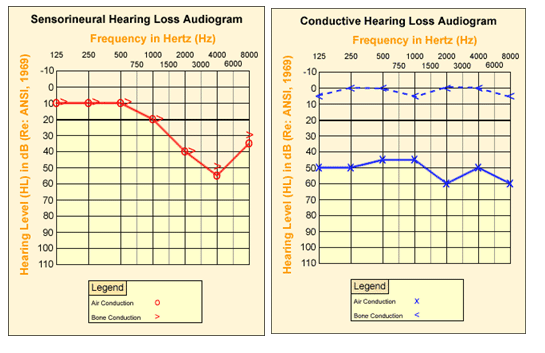 Sensorineural Hearing Loss Audiogram
Frequency in Hertz (Hz)
125 250 500 1000 2000 4000 8000
750 1500 3000 6000
Hearing Level (HL) in dB (Re: ANSI, 1969)
-10
0
10
20
30
40
50
60
70
80
90
100
110
Legend
Air Conduction O
Bone Conduction >
Conductive Hearing Loss Audiogram
Frequency in Hertz (Hz)
125 250 500 1000 2000 4000 8000
750 1500 3000 6000
Hearing Level (HL) in dB (Re: ANSI, 1969)
-10
0
10
20
30
40
50
60
70
80
90
100
110
Legend
Air Conduction X
Bone Conduction <